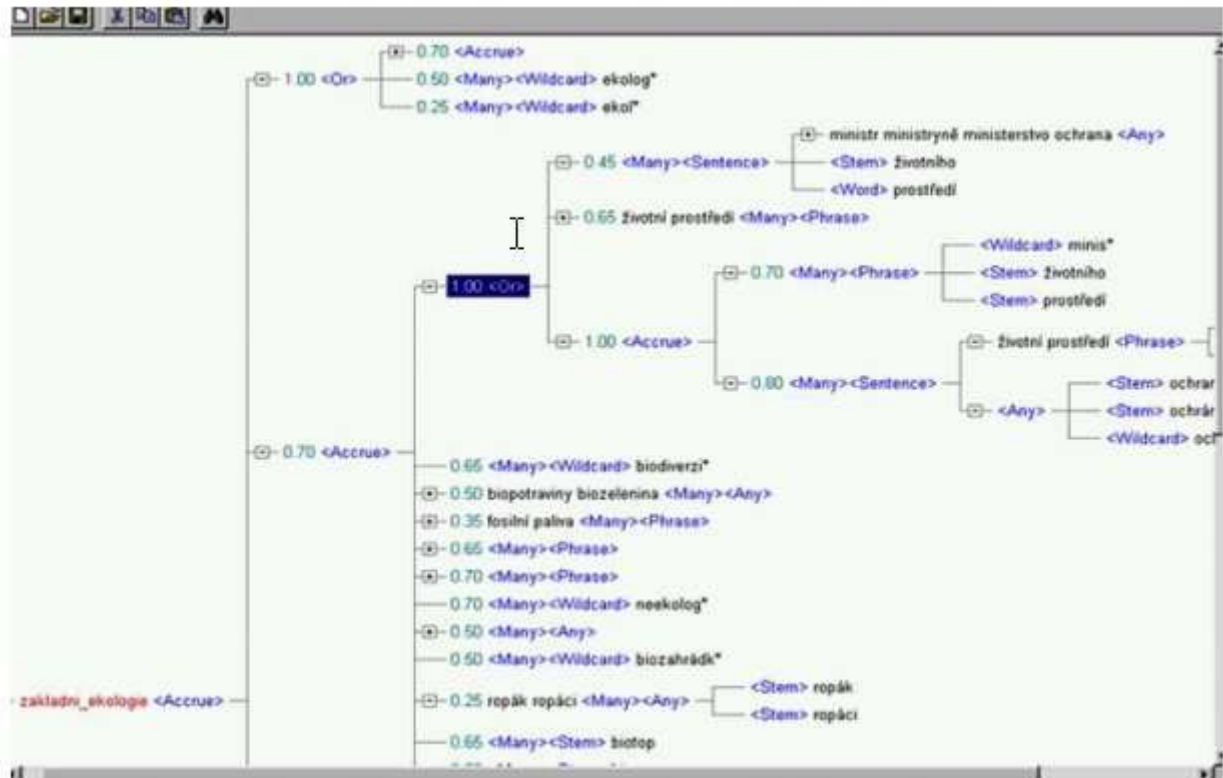 0.70 <Accrue>
1.00 <Or>
0.50 <Many><Wildcard> ekolog*
0.25 <Many><Wildcard> ekol*
ministr ministryně ministerstvo ochrana <Any>
0.45 <Many><Sentence>
<Stem> životního
<Word> prostředí
0.65 životní prostředí <Many><Phrase>
<Wildcard> minis*
0.70 <Many><Phrase>
<Stem> životního
1.00 <Or>
<Stem> prostředí
1.00 <Accrue>
životní prostředí <Phrase>
0.80 <Many><Sentence>
<Stem> ochrar
<Any>
<Stem> ochrár
<Wildcard> och
0.70 <Accrue>
0.65 <Many><Wildcard> biodiverzi*
0.50 biopotraviny biozelenina <Many><Any>
0.35 fosilní paliva <Many><Phrase>
0.65 <Many><Phrase>
0.70 <Many><Phrase>
0.70 <Many><Wildcard> neekolog*
0.50 <Many><Any>
0.50 <Many><Wildcard> biozahrádk*
<Stem> ropák
zakladni_ekologie <Accrue>
0.25 ropák ropáci <Many><Any>
<Stem> ropáci
0.65 <Many><Stem> biotop